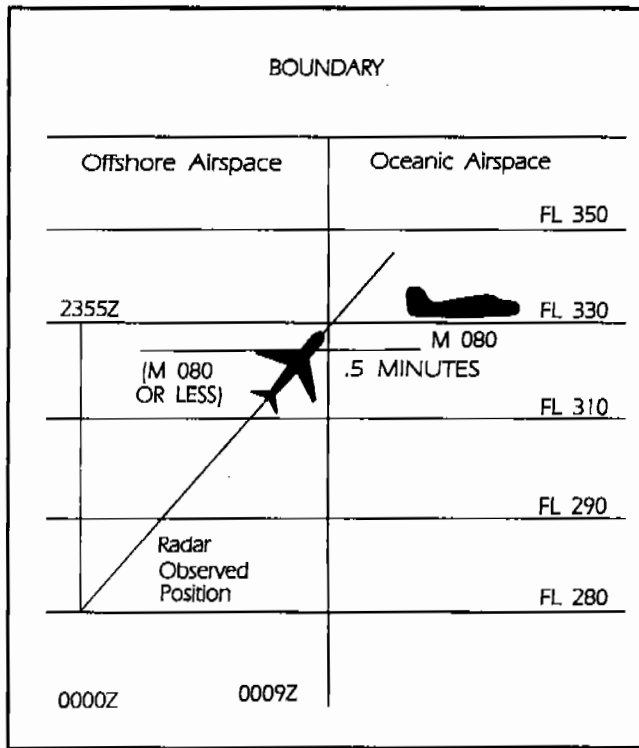 BOUNDARY
Offshore Airspace
Oceanic Airspace
FL 350
2355Z
FL 330
(M 080
OR LESS)
M 080
.5 MINUTES
FL 310
FL 290
Radar
Observed
Position
FL 280
0000Z
0009Z